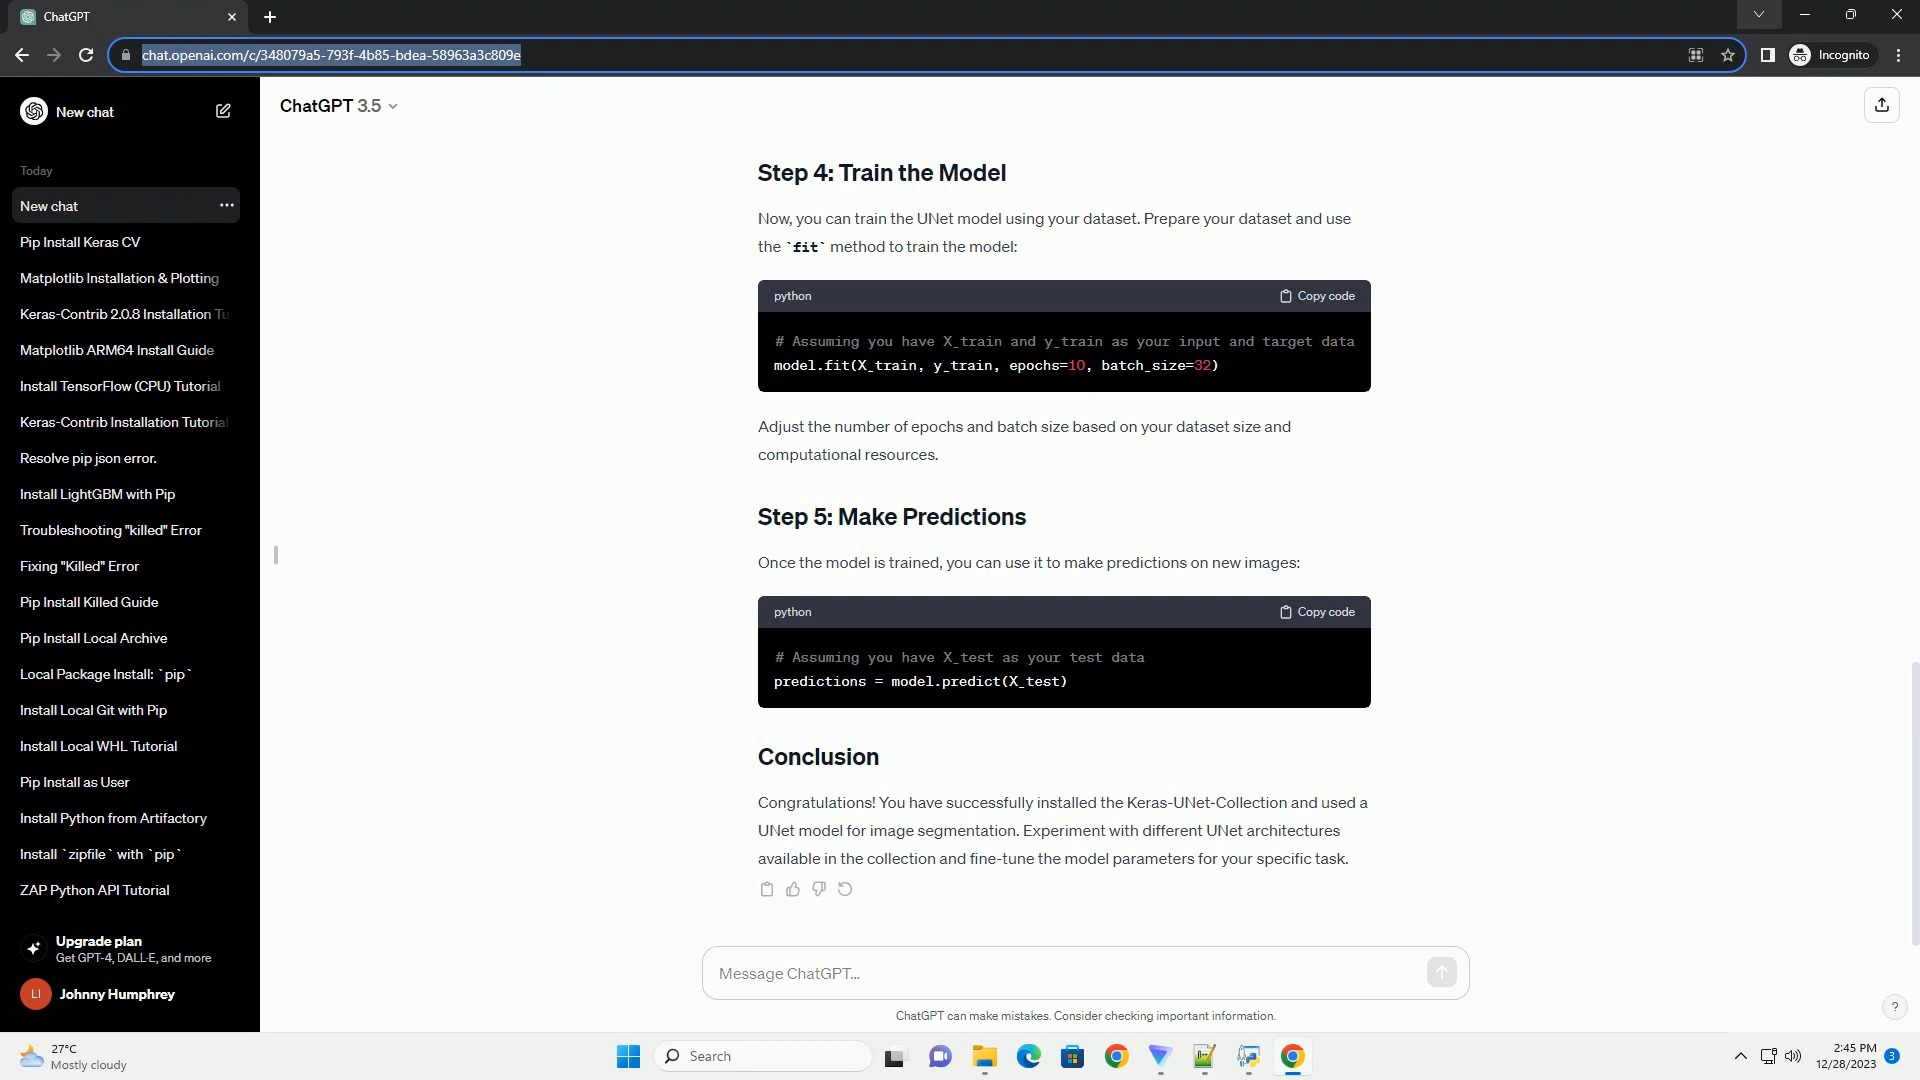 ChatGPT
chat.openai.com/c/348079a5-793f-4b85-bdea-58963a3c809e
Incognito
New chat
Today
New chat
Pip Install Keras CV
Matplotlib Installation & Plotting
Keras-Contrib 2.0.8 Installation Tu
Matplotlib ARM64 Install Guide
Install TensorFlow (CPU) Tutorial
Keras-Contrib Installation Tutorial
Resolve pip json error.
Install LightGBM with Pip
Troubleshooting "killed" Error
Fixing "Killed" Error
Pip Install Killed Guide
Pip Install Local Archive
Local Package Install: `pip`
Install Local Git with Pip
Install Local WHL Tutorial
Pip Install as User
Install Python from Artifactory
Install `zipfile` with `pip`
ZAP Python API Tutorial
Upgrade plan
Get GPT-4, DALL·E, and more
LI
Johnny Humphrey
ChatGPT 3.5
Step 4: Train the Model
Now, you can train the UNet model using your dataset. Prepare your dataset and use
the `fit` method to train the model:
python
Copy code
# Assuming you have X_train and y_train as your input and target data
model.fit(X_train, y_train, epochs=10, batch_size=32)
Adjust the number of epochs and batch size based on your dataset size and
computational resources.
Step 5: Make Predictions
Once the model is trained, you can use it to make predictions on new images:
python
Copy code
# Assuming you have X_test as your test data
predictions = model.predict(X_test)
Conclusion
Congratulations! You have successfully installed the Keras-UNet-Collection and used a
UNet model for image segmentation. Experiment with different UNet architectures
available in the collection and fine-tune the model parameters for your specific task.
Message ChatGPT...
ChatGPT can make mistakes. Consider checking important information.
?
27°C
Mostly cloudy
Search
2:45 PM
12/28/2023
3